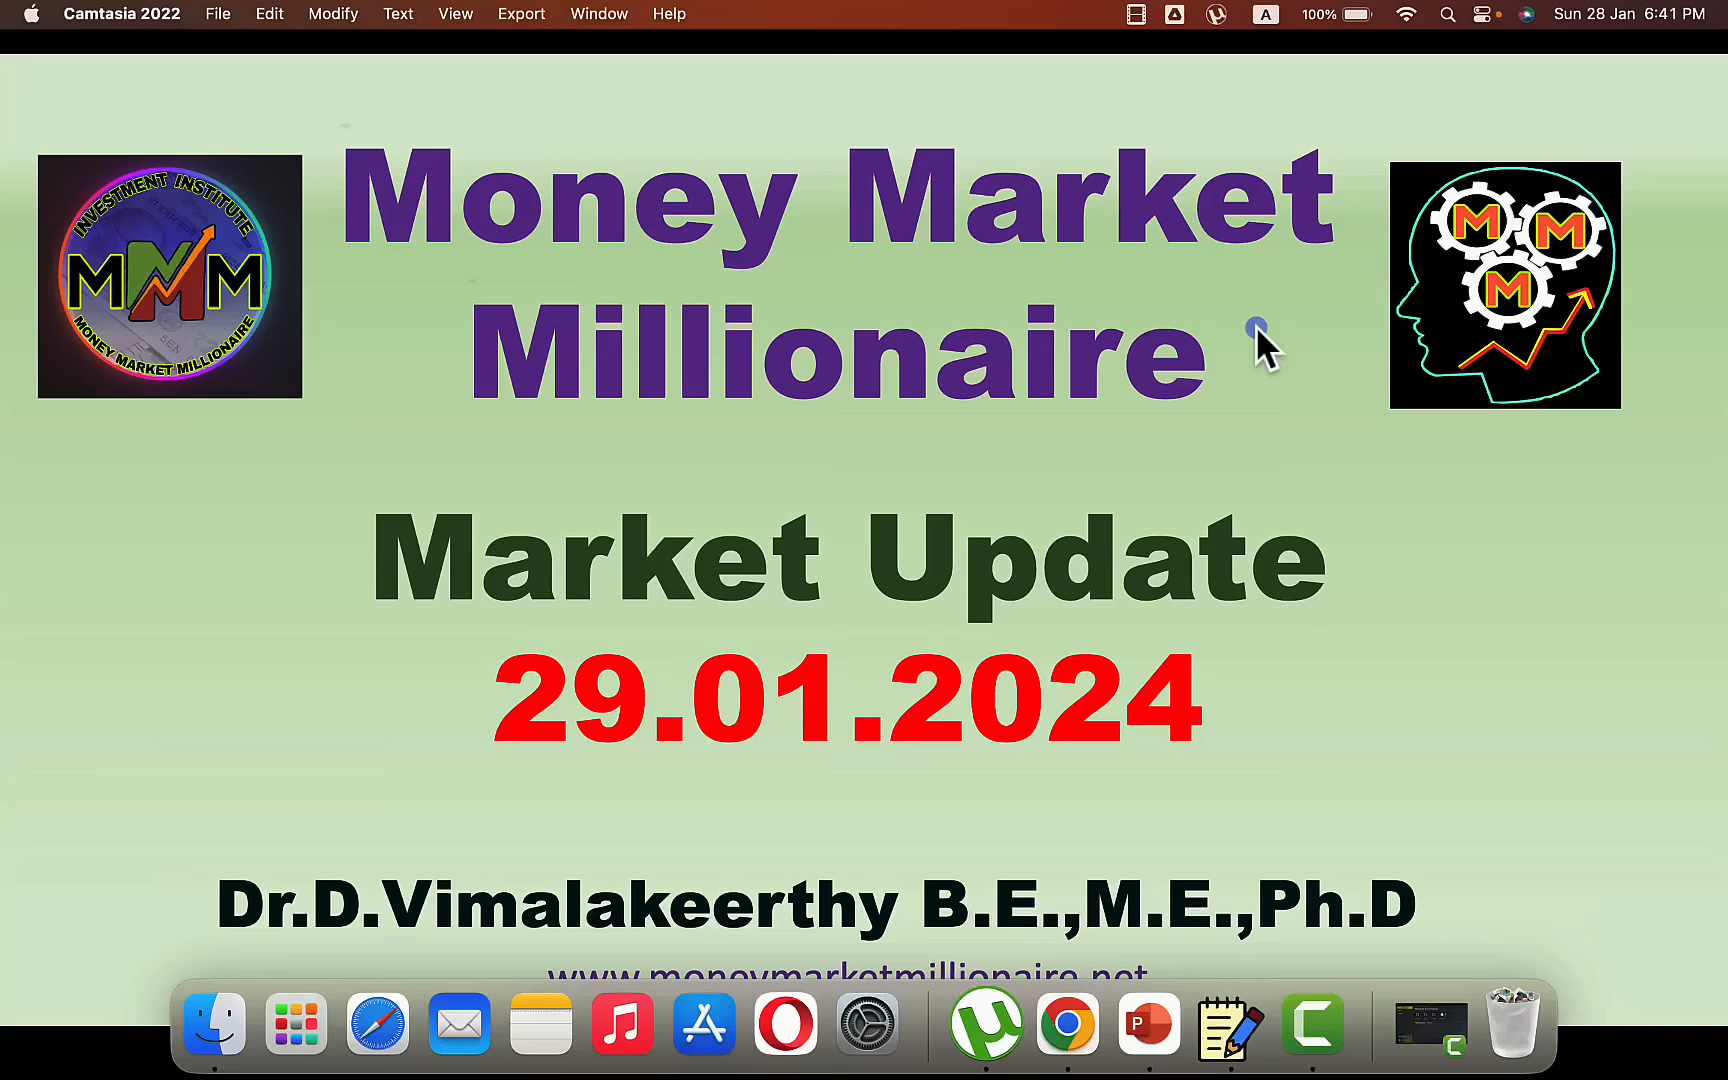 Camtasia 2022 File Edit Modify Text View Export Window Help A 100% Sun 28 Jan 6:41 PM
INVESTMENT INSTITUTE
MMM
MONEY MARKET MILLIONAIRE
Money Market
Millionaire
M M
M
Market Update
29.01.2024
Dr.D.Vimalakeerthy B.E.,M.E.,Ph.D
www.moneymarketmillionaire.net